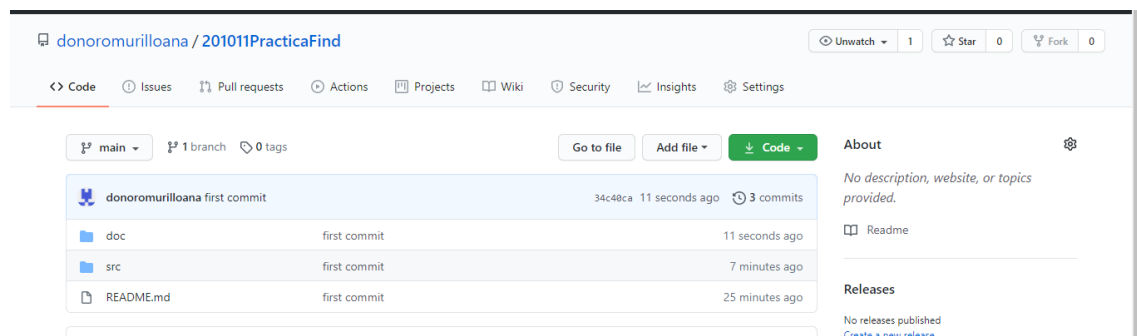 donoromurilloana / 201011PracticaFind
Unwatch 1 Star 0 Fork 0
Code Issues Pull requests Actions Projects Wiki Security Insights Settings
main 1 branch 0 tags Go to file Add file Code
donoromurilloana first commit 34c40ca 11 seconds ago 3 commits
doc first commit 11 seconds ago
src first commit 7 minutes ago
README.md first commit 25 minutes ago
About
No description, website, or topics
provided.
Readme
Releases
No releases published
Create a new release